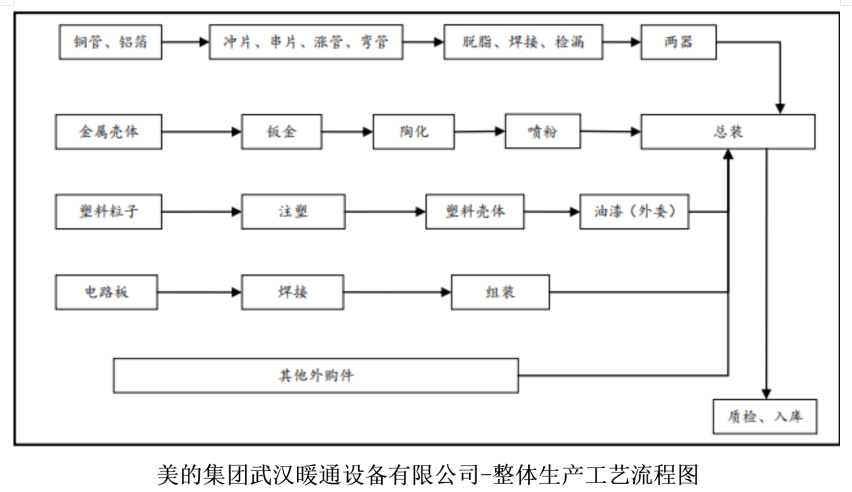 铜管、铝箔
冲片、串片、涨管、弯管
脱脂、焊接、检漏
两器
金属壳体
钣金
陶化
喷粉
总装
塑料粒子
注塑
塑料壳体
油漆（外委）
电路板
焊接
组装
其他外购件
质检、入库
美的集团武汉暖通设备有限公司-整体生产工艺流程图